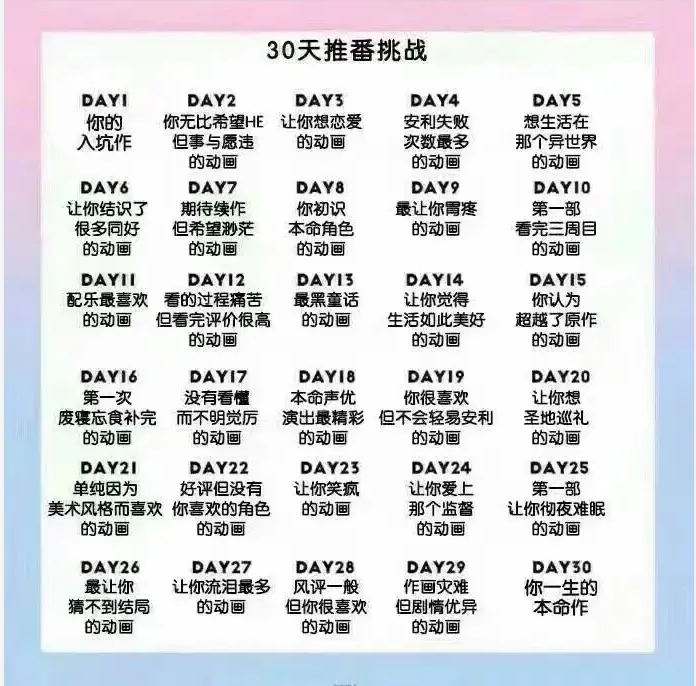 30天推番挑战
DAY1
你的
入坑作
DAY2
你无比希望HE
但事与愿违
的动画
DAY3
让你想恋爱
的动画
DAY4
安利失败
次数最多
的动画
DAY5
想生活在
那个异世界
的动画
DAY6
让你结识了
很多同好
的动画
DAY7
期待续作
但希望渺茫
的动画
DAY8
你初识
本命角色
的动画
DAY9
最让你胃疼
的动画
DAY10
第一部
看完三周目
的动画
DAY11
配乐最喜欢
的动画
DAY12
看的过程痛苦
但看完评价很高
的动画
DAY13
最黑童话
的动画
DAY14
让你觉得
生活如此美好
的动画
DAY15
你认为
超越了原作
的动画
DAY16
第一次
废寝忘食补完
的动画
DAY17
没有看懂
而不明觉厉
的动画
DAY18
本命声优
演出最精彩
的动画
DAY19
你很喜欢
但不会轻易安利
的动画
DAY20
让你想
圣地巡礼
的动画
DAY21
单纯因为
美术风格而喜欢
的动画
DAY22
好评但没有
你喜欢的角色
的动画
DAY23
让你笑疯
的动画
DAY24
让你爱上
那个监督
的动画
DAY25
第一部
让你彻夜难眠
的动画
DAY26
最让你
猜不到结局
的动画
DAY27
让你流泪最多
的动画
DAY28
风评一般
但你很喜欢
的动画
DAY29
作画灾难
但剧情优异
的动画
DAY30
你一生的
本命作